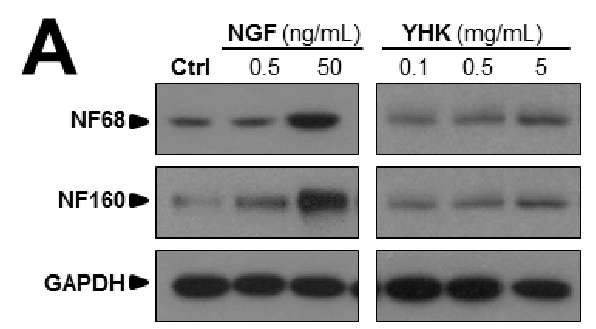 A
NGF (ng/mL) YHK (mg/mL)
Ctrl 0.5 50 0.1 0.5 5
NF68
NF160
GAPDH